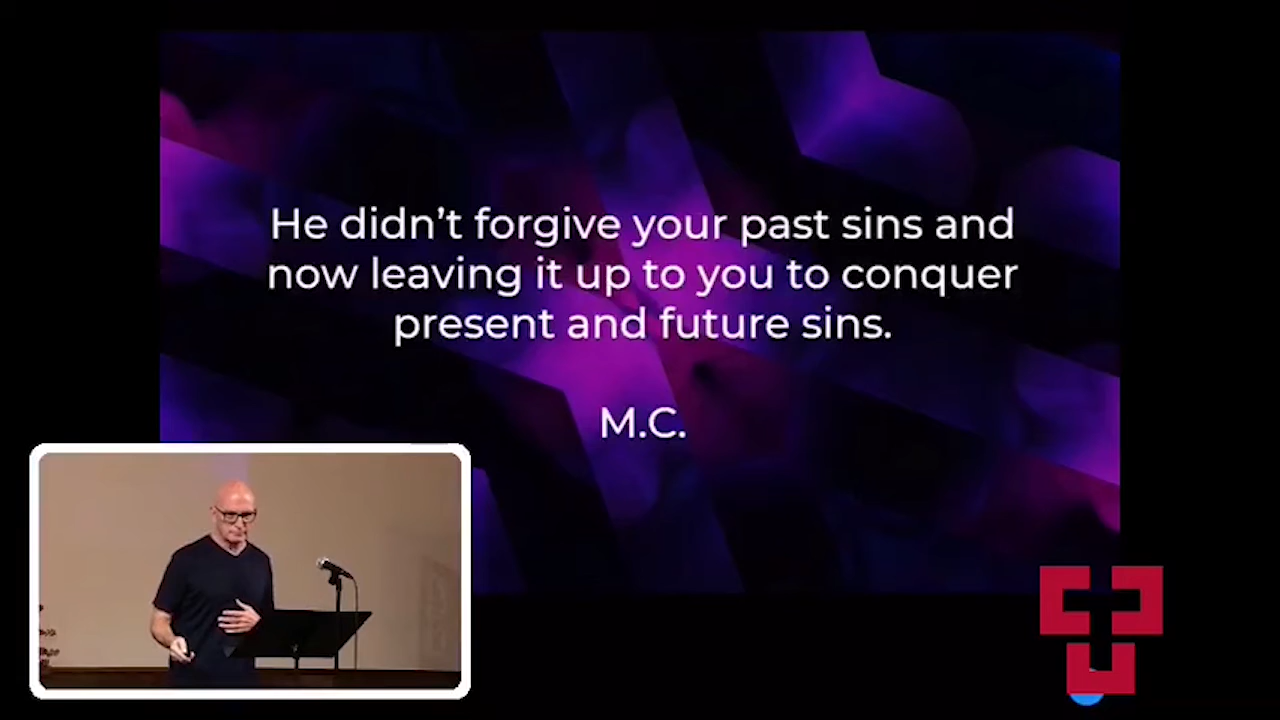 He didn’t forgive your past sins and
now leaving it up to you to conquer
present and future sins.
M.C.